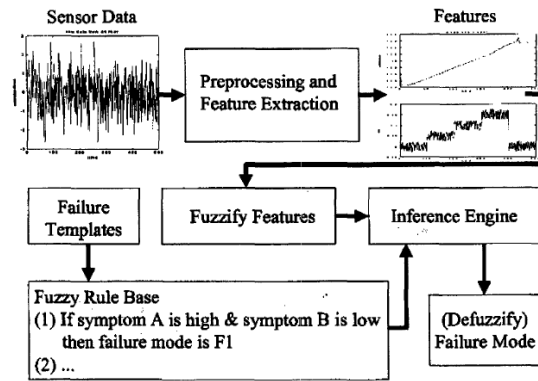 Sensor Data
Features
Preprocessing and
Feature Extraction
Failure
Templates
Fuzzify Features
Inference Engine
Fuzzy Rule Base
(1) If symptom A is high & symptom B is low
then failure mode is F1
(2) ...
(Defuzzify)
Failure Mode